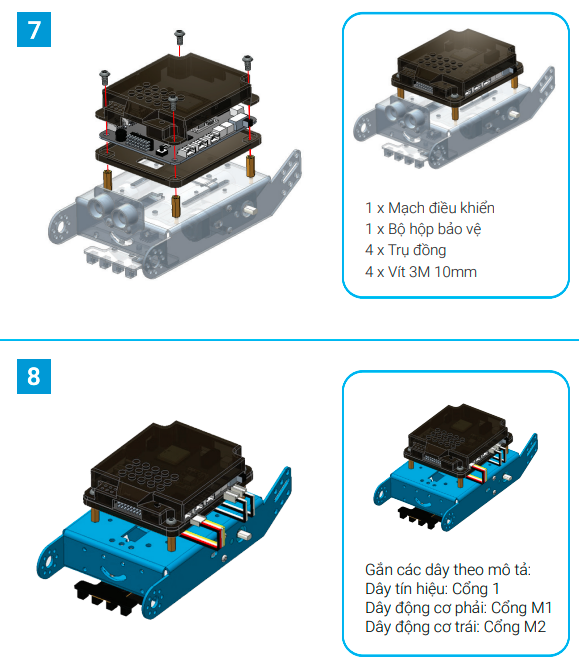 7
1 x Mạch điều khiển
1 x Bộ hộp bảo vệ
4 x Trụ đồng
4 x Vít 3M 10mm
8
Gắn các dây theo mô tả:
Dây tín hiệu: Cổng 1
Dây động cơ phải: Cổng M1
Dây động cơ trái: Cổng M2